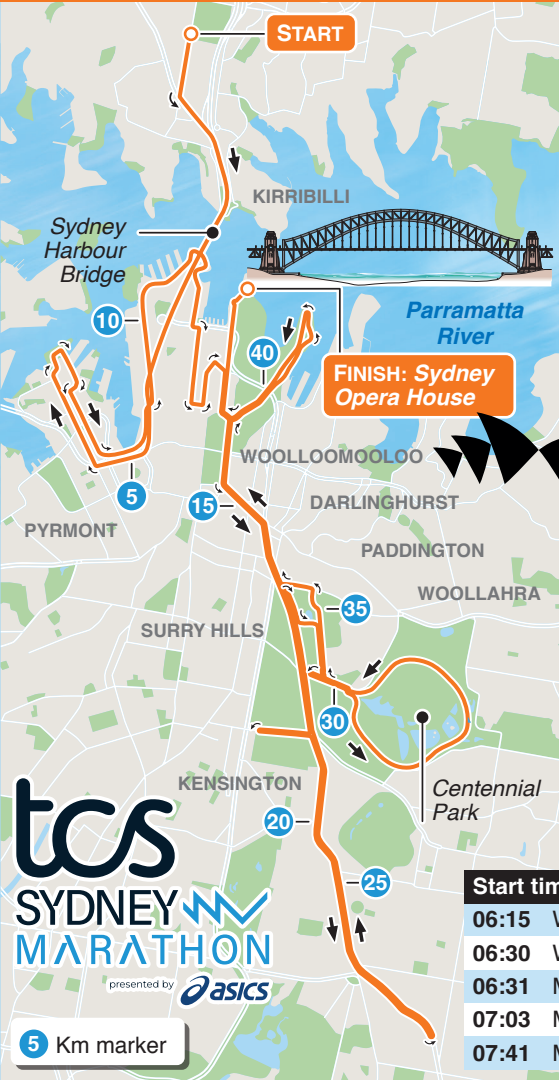 START
KIRRIBILLI
Sydney
Harbour
Bridge
10
Parramatta
River
40
FINISH: Sydney
Opera House
WOOLLOOMOOLOO
5
15
DARLINGHURST
PYRMONT
PADDINGTON
WOOLLAHRA
35
SURRY HILLS
30
KENSINGTON
Centennial
Park
20
25
tcs
SYDNEY
MARATHON
presented by asics
Start tim
06:15 W
06:30 W
06:31 M
07:03 M
07:41 M
5 Km marker